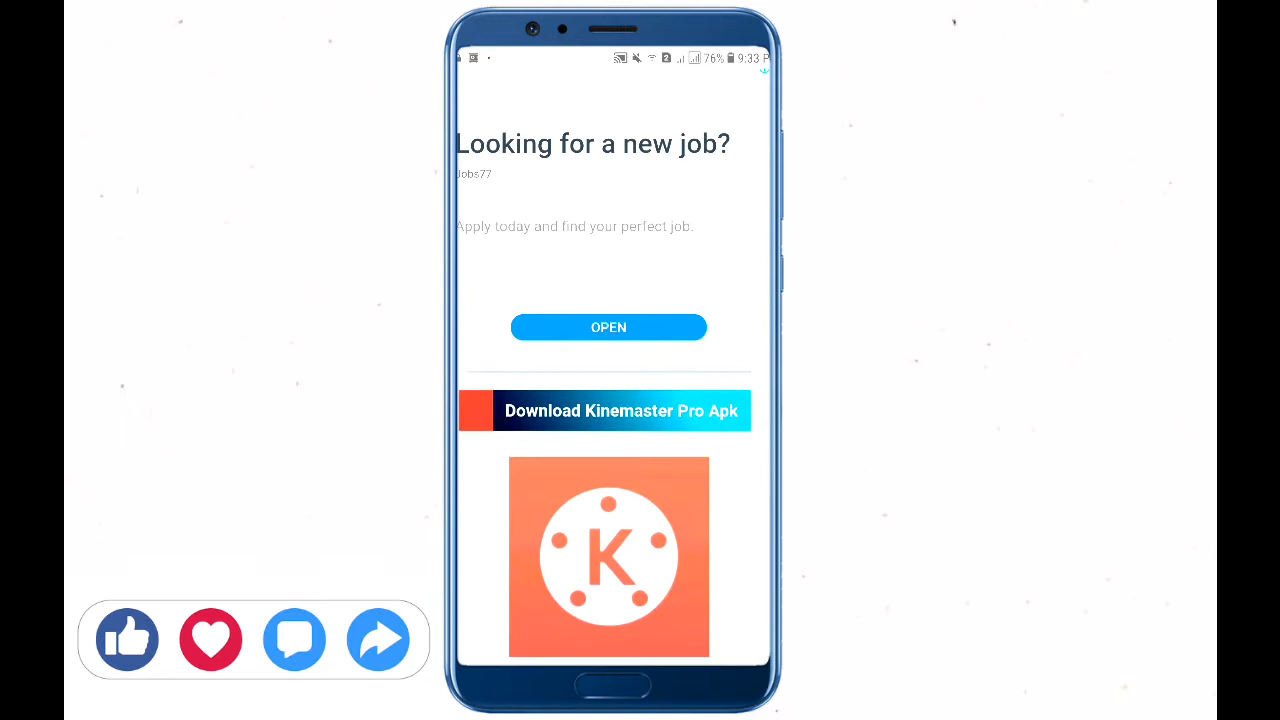 76% 9:33 P
Looking for a new job?
Jobs77
Apply today and find your perfect job.
OPEN
Download Kinemaster Pro Apk
K